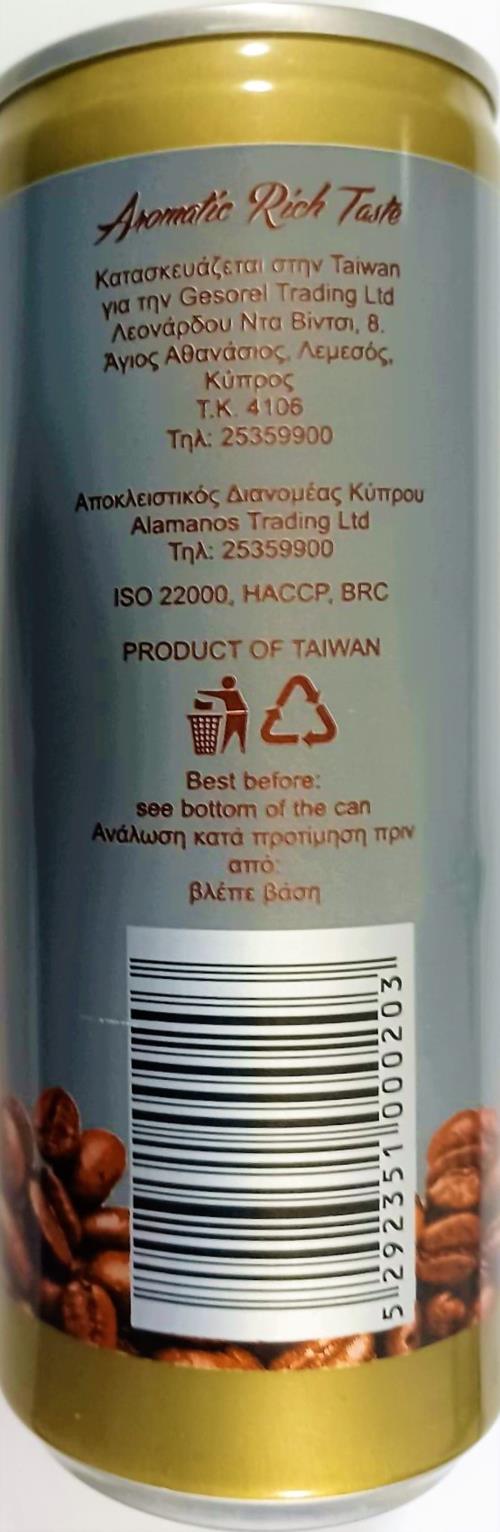 Aromatic Rich Taste
Κατασκευάζεται στην Taiwan
για την Gesorel Trading Ltd
Λεονάρδου Ντα Βίντσι, 8.
Άγιος Αθανάσιος, Λεμεσός,
Κύπρος
Τ.Κ. 4106
Τηλ: 25359900
Αποκλειστικός Διανομέας Κύπρου
Alamanos Trading Ltd
Τηλ: 25359900
ISO 22000, HACCP, BRC
PRODUCT OF TAIWAN
Best before:
see bottom of the can
Ανάλωση κατά προτίμηση πριν
από:
βλέπε βάση
5 292351 000203